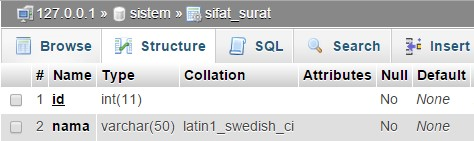 127.0.0.1 » sistem » sifat_surat
Browse Structure SQL Search Insert
# Name Type Collation Attributes Null Default
1 id int(11) No None
2 nama varchar(50) latin1_swedish_ci No None